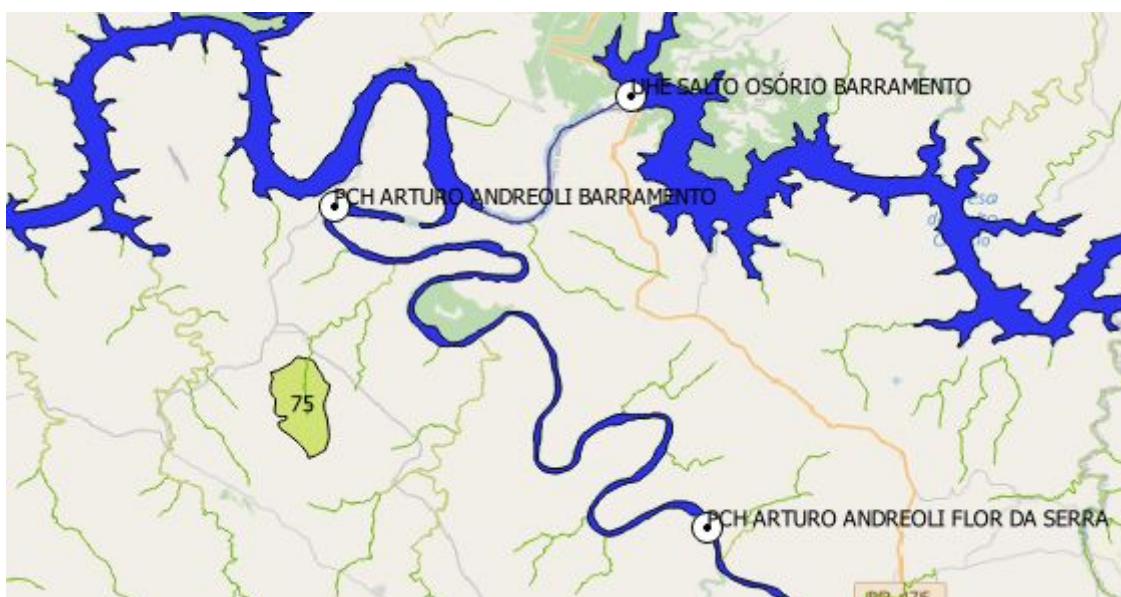 UHE SALTO OSÓRIO BARRAMENTO
PCH ARTURO ANDREOLI BARRAMENTO
75
PCH ARTURO ANDREOLI FLOR DA SERRA